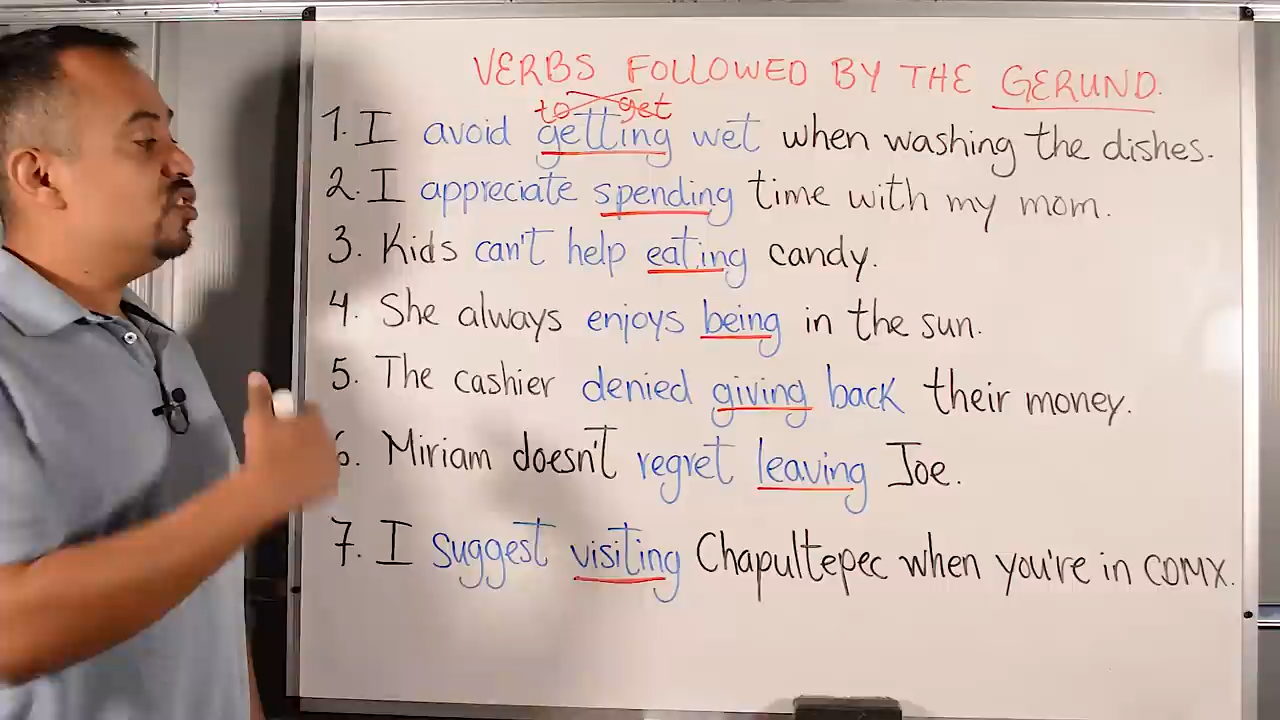 VERBS FOLLOWED BY THE GERUND.
to get
1. I avoid getting wet when washing the dishes.
2. I appreciate spending time with my mom.
3. Kids can't help eating candy.
4. She always enjoys being in the sun.
5. The cashier denied giving back their money.
6. Miriam doesn't regret leaving Joe.
7. I suggest visiting Chapultepec when you're in CDMX.